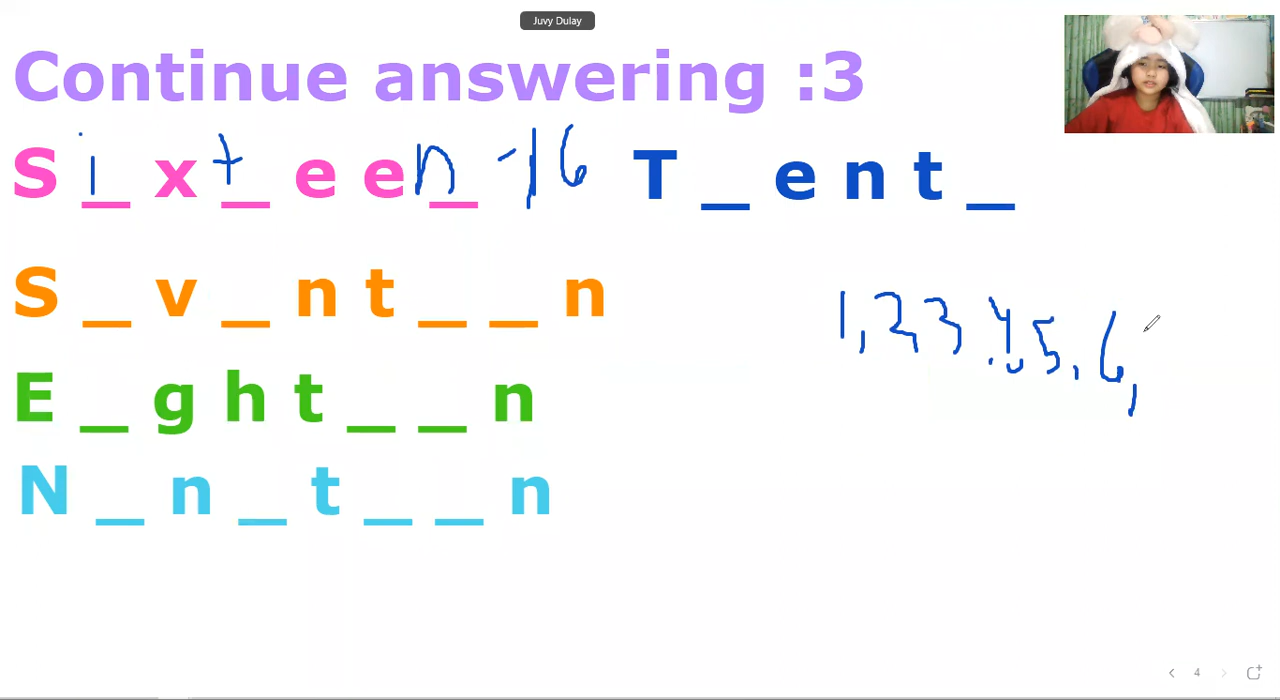 Juvy Dulay
Continue answering :3
S i x t e e n -16 T _ e n t _
S _ v _ n t _ _ n
1, 2, 3, 4, 5, 6,
E _ g h t _ _ n
N _ n _ t _ _ n
4